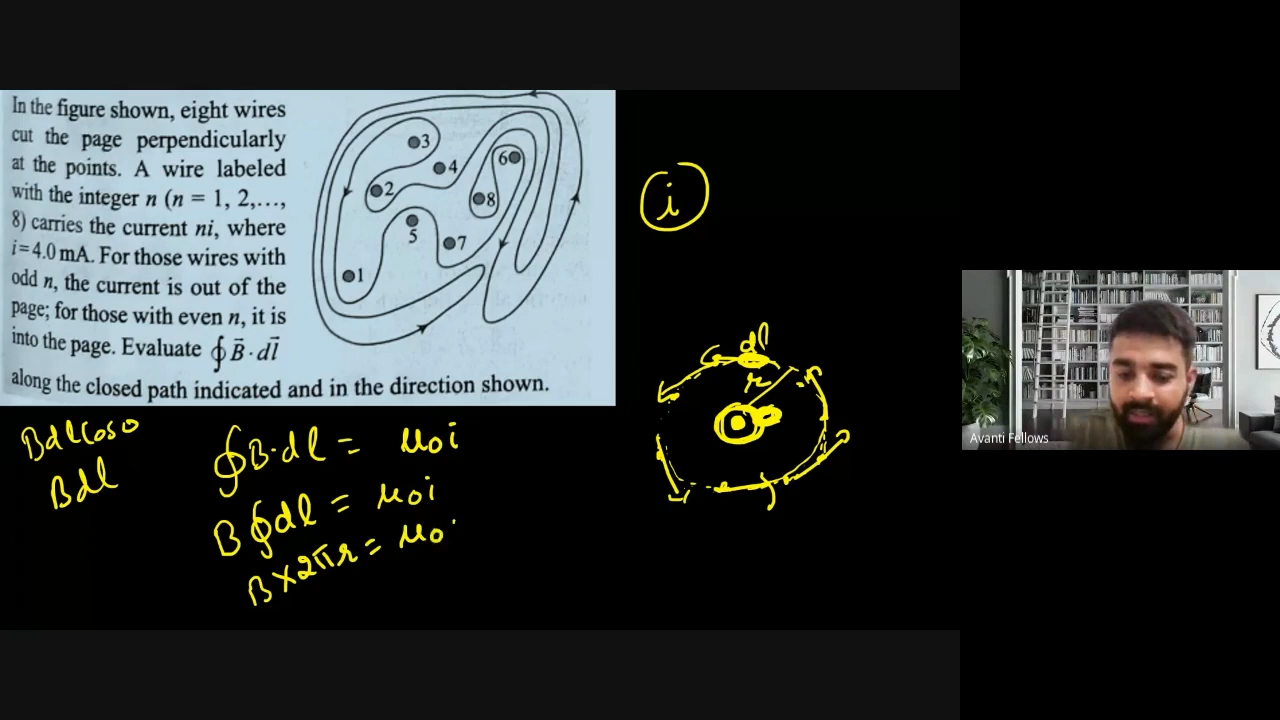 In the figure shown, eight wires
cut the page perpendicularly
at the points. A wire labeled
with the integer n (n = 1, 2,...,
8) carries the current ni, where
i=4.0 mA. For those wires with
odd n, the current is out of the
page; for those with even n, it is
into the page. Evaluate ∮ B⃗ · dl⃗
along the closed path indicated and in the direction shown.
3
4
6
2
8
5
7
1
i
dl
r
Bdl cos0
Bdl
∮B·dl = μ0i
B∮dl = μ0i
B×2πr = μ0
Avanti Fellows